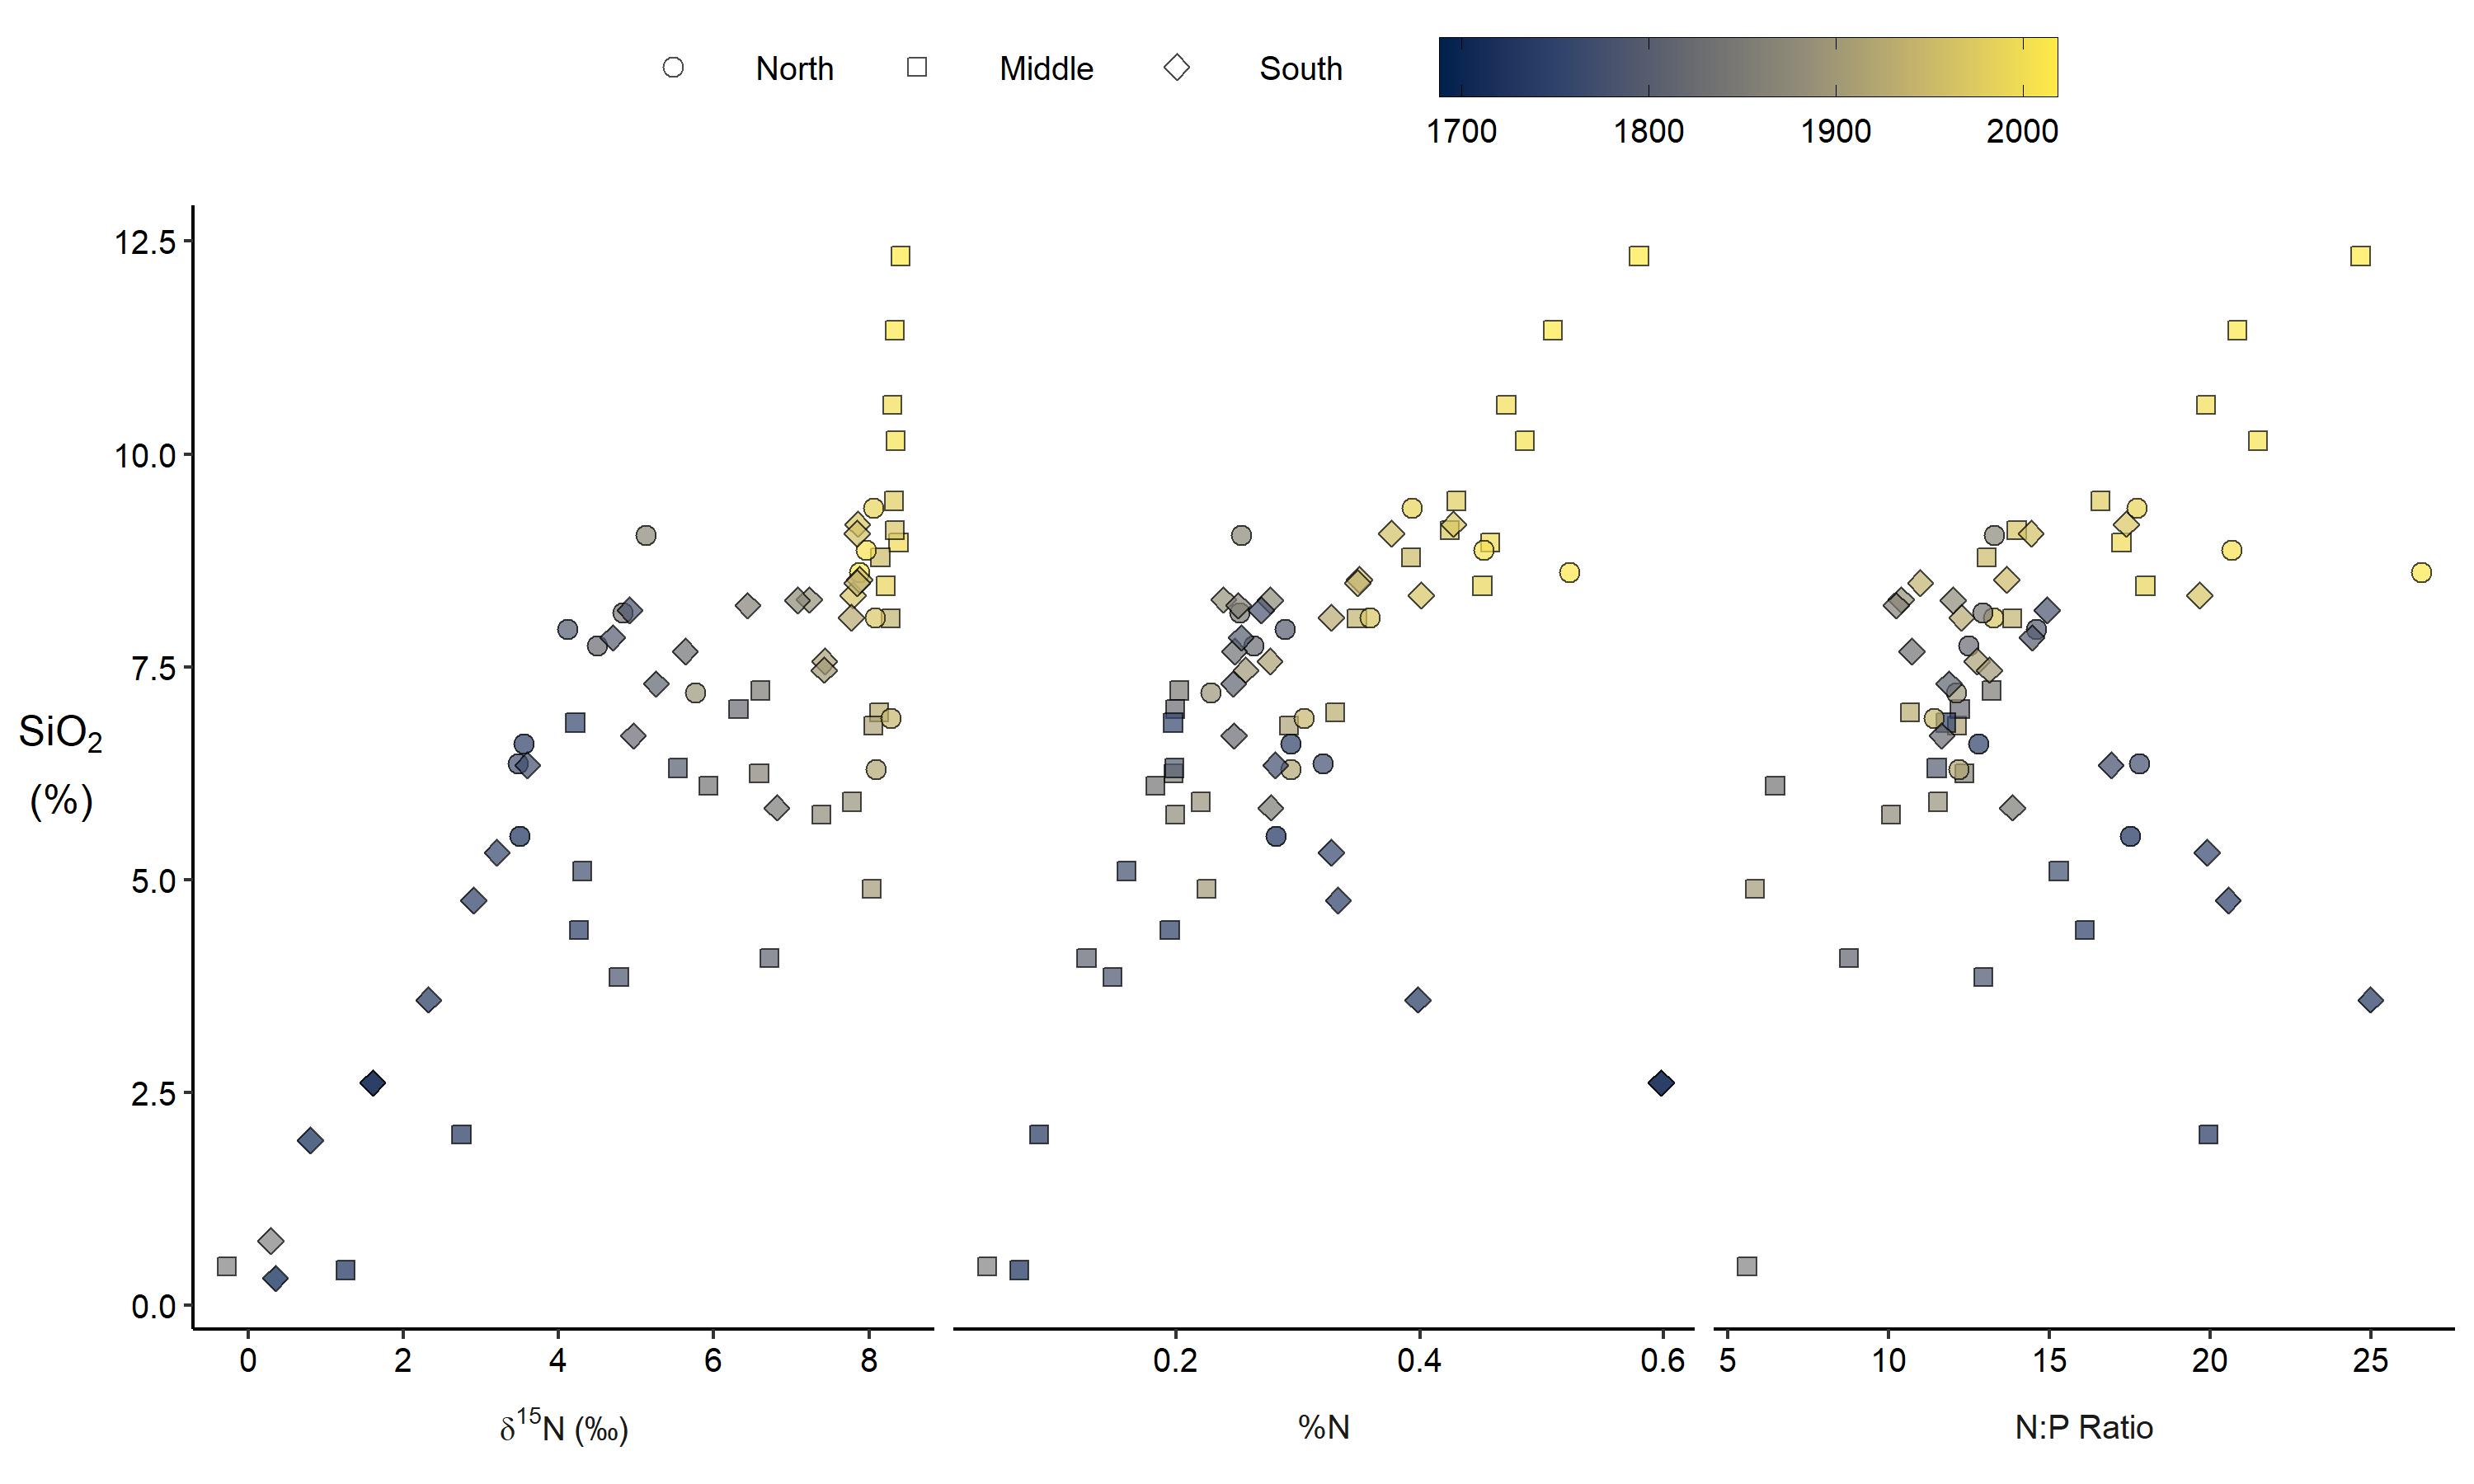 North Middle South
1700 1800 1900 2000
12.5
10.0
7.5
5.0
2.5
0.0
SiO₂
(%)
0 2 4 6 8
0.2 0.4 0.6
5 10 15 20 25
δ¹⁵N (‰)
%N
N:P Ratio